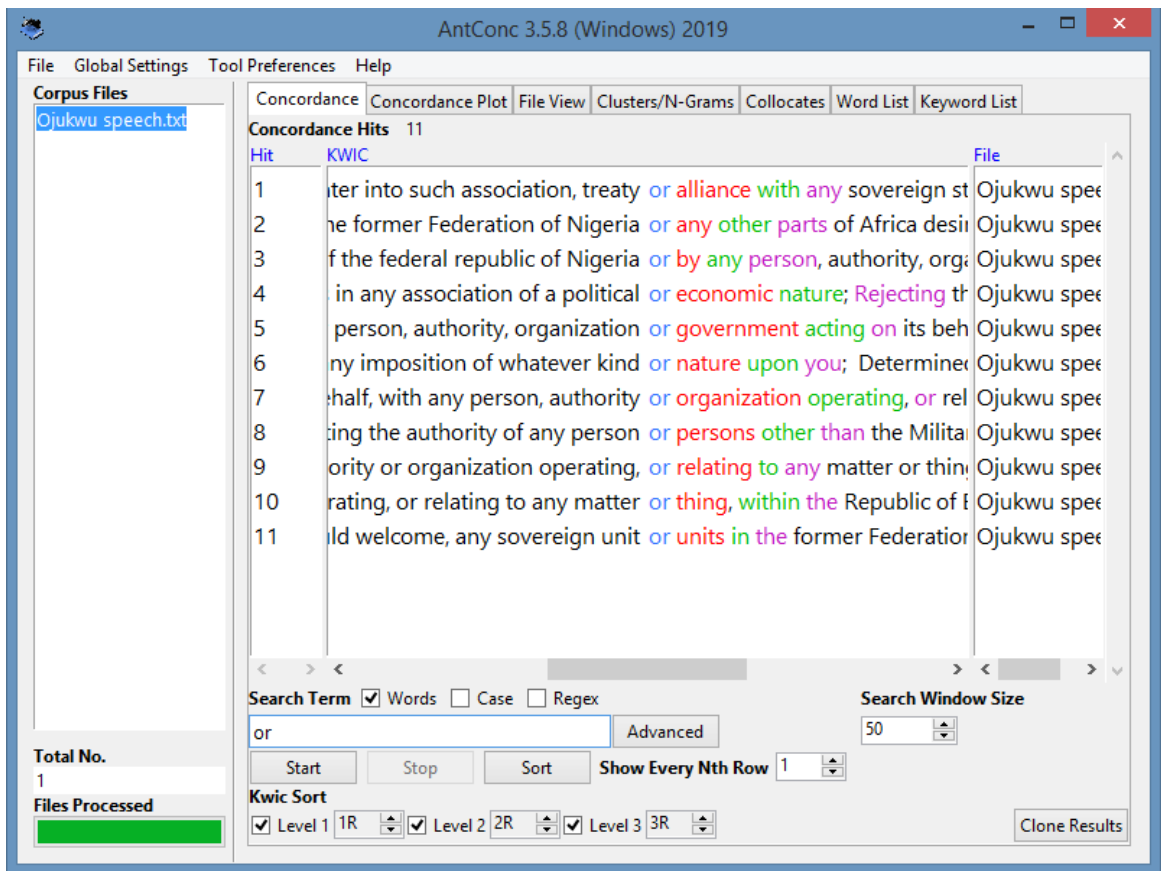 AntConc 3.5.8 (Windows) 2019
File Global Settings Tool Preferences Help
Corpus Files
Ojukwu speech.txt
Concordance Concordance Plot File View Clusters/N-Grams Collocates Word List Keyword List
Concordance Hits 11
Hit KWIC File
1 ter into such association, treaty or alliance with any sovereign st Ojukwu spee
2 he former Federation of Nigeria or any other parts of Africa desir Ojukwu spee
3 f the federal republic of Nigeria or by any person, authority, orga Ojukwu spee
4 in any association of a political or economic nature; Rejecting th Ojukwu spee
5 person, authority, organization or government acting on its beh Ojukwu spee
6 ny imposition of whatever kind or nature upon you; Determined Ojukwu spee
7 ehalf, with any person, authority or organization operating, or rel Ojukwu spee
8 ting the authority of any person or persons other than the Militar Ojukwu spee
9 ority or organization operating, or relating to any matter or thing Ojukwu spee
10 rating, or relating to any matter or thing, within the Republic of B Ojukwu spee
11 ld welcome, any sovereign unit or units in the former Federation Ojukwu spee
Search Term Words Case Regex Search Window Size
or Advanced 50
Total No.
1
Start Stop Sort Show Every Nth Row 1
Files Processed
Kwic Sort
Level 1 1R Level 2 2R Level 3 3R Clone Results